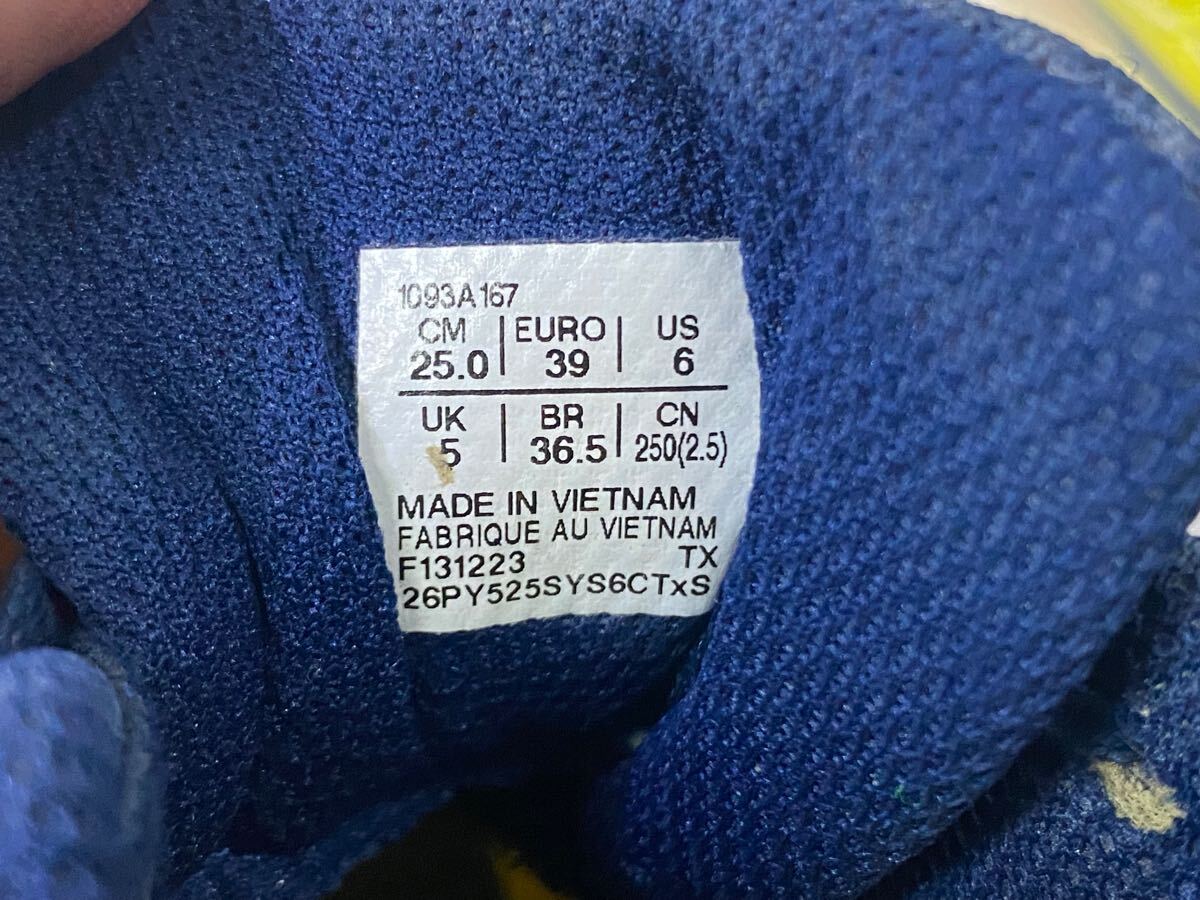 1093A167
CM | EURO | US
25.0 | 39 | 6
UK | BR | CN
5 | 36.5 | 250(2.5)
MADE IN VIETNAM
FABRIQUE AU VIETNAM
F131223 TX
26PY525SYS6CTxS